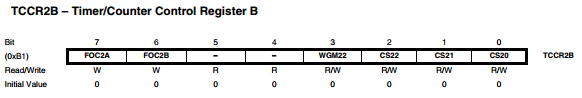 TCCR2B – Timer/Counter Control Register B
Bit 7 6 5 4 3 2 1 0
(0xB1) FOC2A FOC2B – – WGM22 CS22 CS21 CS20 TCCR2B
Read/Write W W R R R/W R/W R/W R/W
Initial Value 0 0 0 0 0 0 0 0